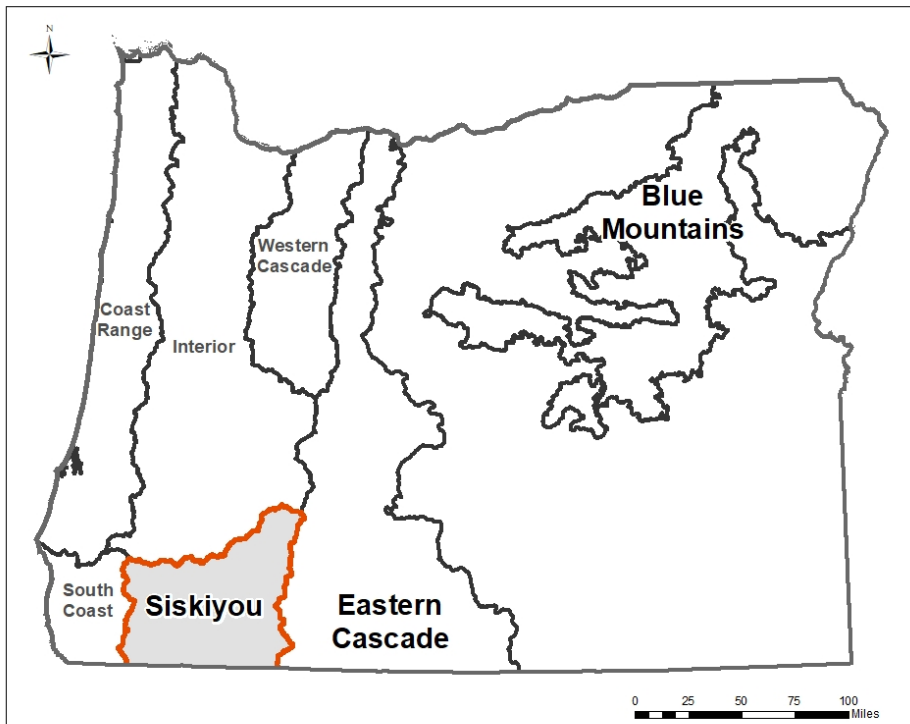 N
Blue
Mountains
Western
Cascade
Coast
Range
Interior
South
Coast
Siskiyou
Eastern
Cascade
0 25 50 75 100
Miles